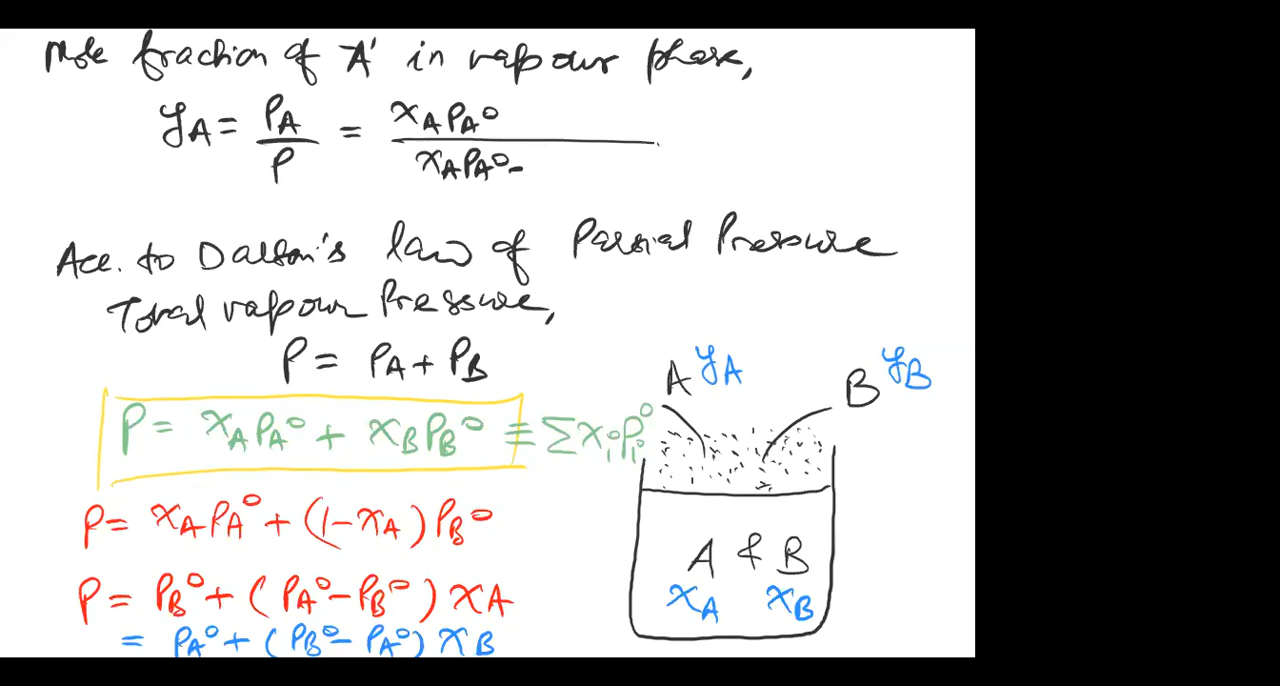 Mole fraction of 'A' in vapour phase,
yA = PA/P = xAPA°/xAPA°-
Acc. to Dalton's law of Partial Pressure
Total vapour Pressure,
P = PA + PB
A yA B yB
P = xAPA° + xBPB° = Σxi°Pi°
P = xAPA° + (1-xA)PB°
A & B
P = PB° + (PA° - PB°) xA
xA xB
= PA° + (PB° - PA°) xB